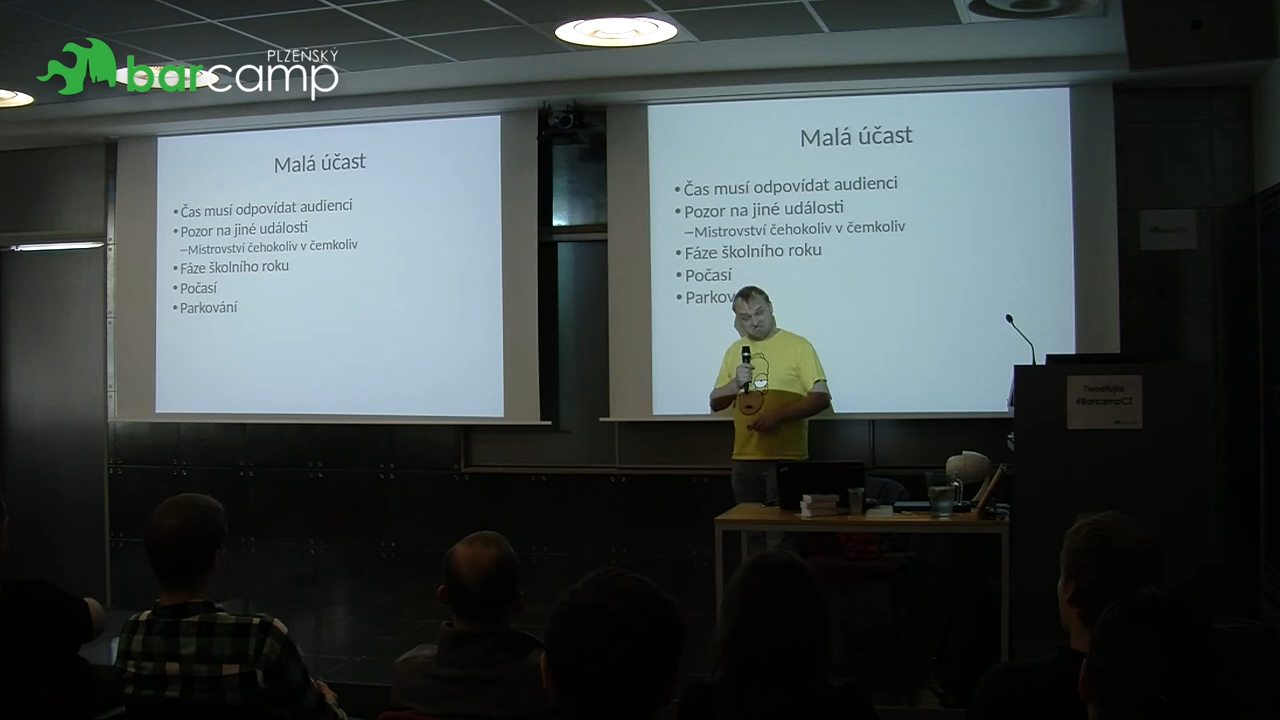 PLZEŇSKÝ
barcamp
Malá účast
• Čas musí odpovídat audienci
• Pozor na jiné události
–Mistrovství čehokoliv v čemkoliv
• Fáze školního roku
• Počasí
• Parkování
Malá účast
• Čas musí odpovídat audienci
• Pozor na jiné události
–Mistrovství čehokoliv v čemkoliv
• Fáze školního roku
• Počasí
• Parkov
Tweetujte
#BarcampCZ